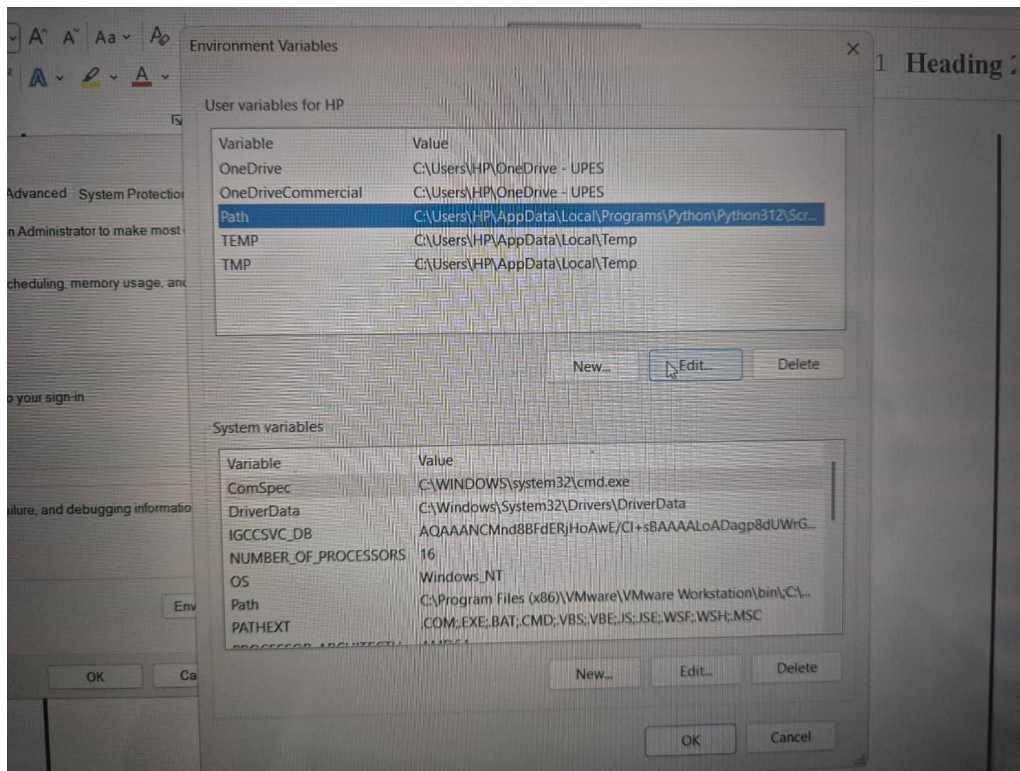 Aa
Environment Variables
1 Heading
User variables for HP
Variable Value
OneDrive C:\Users\HP\OneDrive - UPES
OneDriveCommercial C:\Users\HP\OneDrive - UPES
Path C:\Users\HP\AppData\Local\Programs\Python\Python312\Scr...
TEMP C:\Users\HP\AppData\Local\Temp
TMP C:\Users\HP\AppData\Local\Temp
New... Edit... Delete
Advanced System Protection
n Administrator to make most
cheduling, memory usage, and
o your sign-in
ilure, and debugging informatio
Env
OK Ca
System variables
Variable Value
ComSpec C:\WINDOWS\system32\cmd.exe
DriverData C:\Windows\System32\Drivers\DriverData
IGCCSVC_DB
NUMBER_OF_PROCESSORS 16
OS Windows_NT
Path C:\Program Files (x86)\VMware\VMware Workstation\bin\;C:\...
PATHEXT .COM;.EXE;.BAT;.CMD;.VBS;.VBE;.JS;.JSE;.WSF;.WSH;.MSC
New... Edit... Delete
OK Cancel